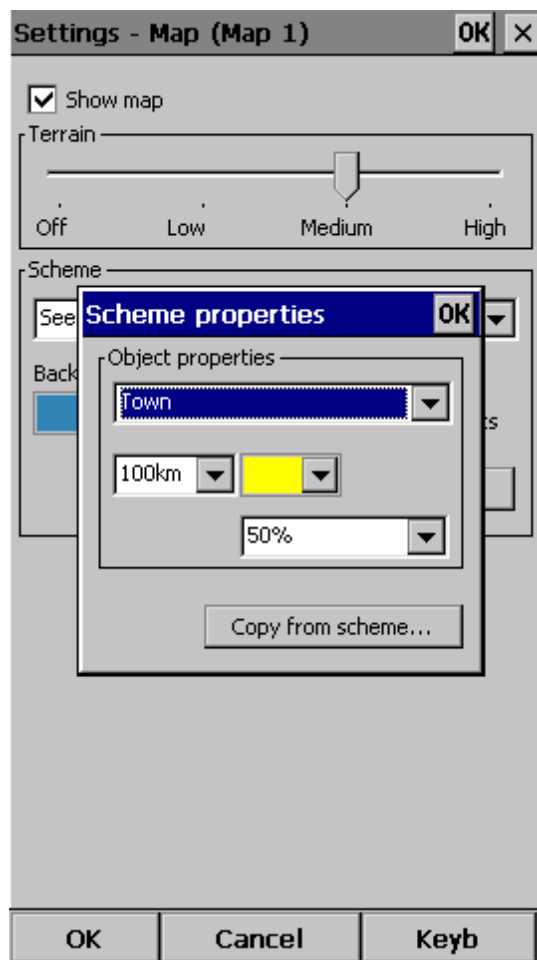 Settings - Map (Map 1) OK ×
Show map
Terrain
Off Low Medium High
Scheme
See
Scheme properties OK
Back
Object properties
Town
100km
50%
Copy from scheme...
OK Cancel Keyb